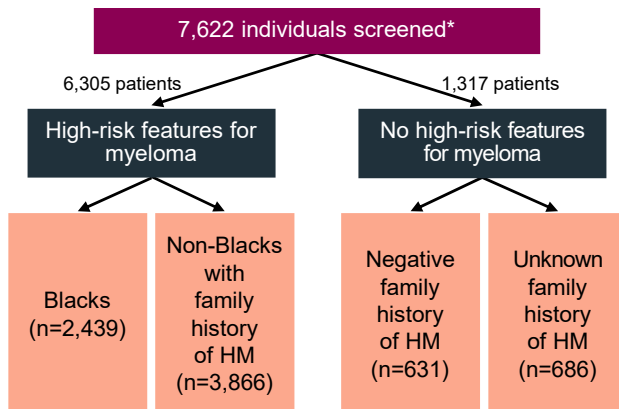 7,622 individuals screened*
6,305 patients
1,317 patients
High-risk features for
myeloma
No high-risk features
for myeloma
Blacks
(n=2,439)
Non-Blacks
with
family
history
of HM
(n=3,866)
Negative
family
history
of HM
(n=631)
Unknown
family
history
of HM
(n=686)